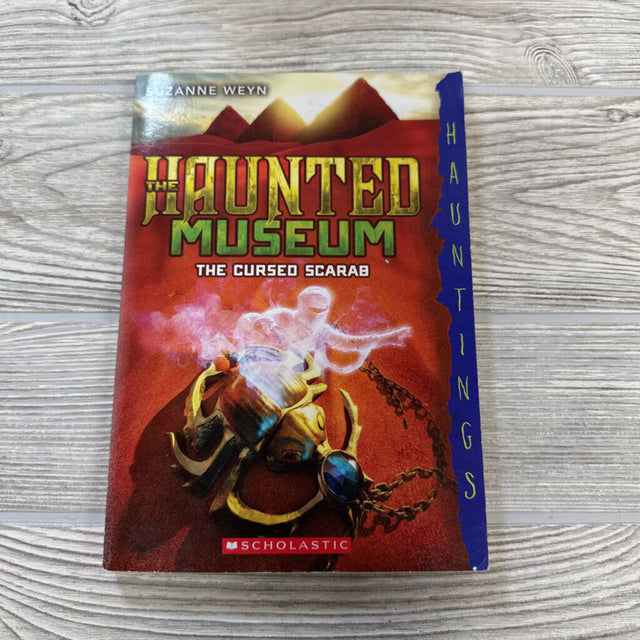 SUZANNE WEYN
THE HAUNTED
MUSEUM
THE CURSED SCARAB
HAUNTINGS
SCHOLASTIC